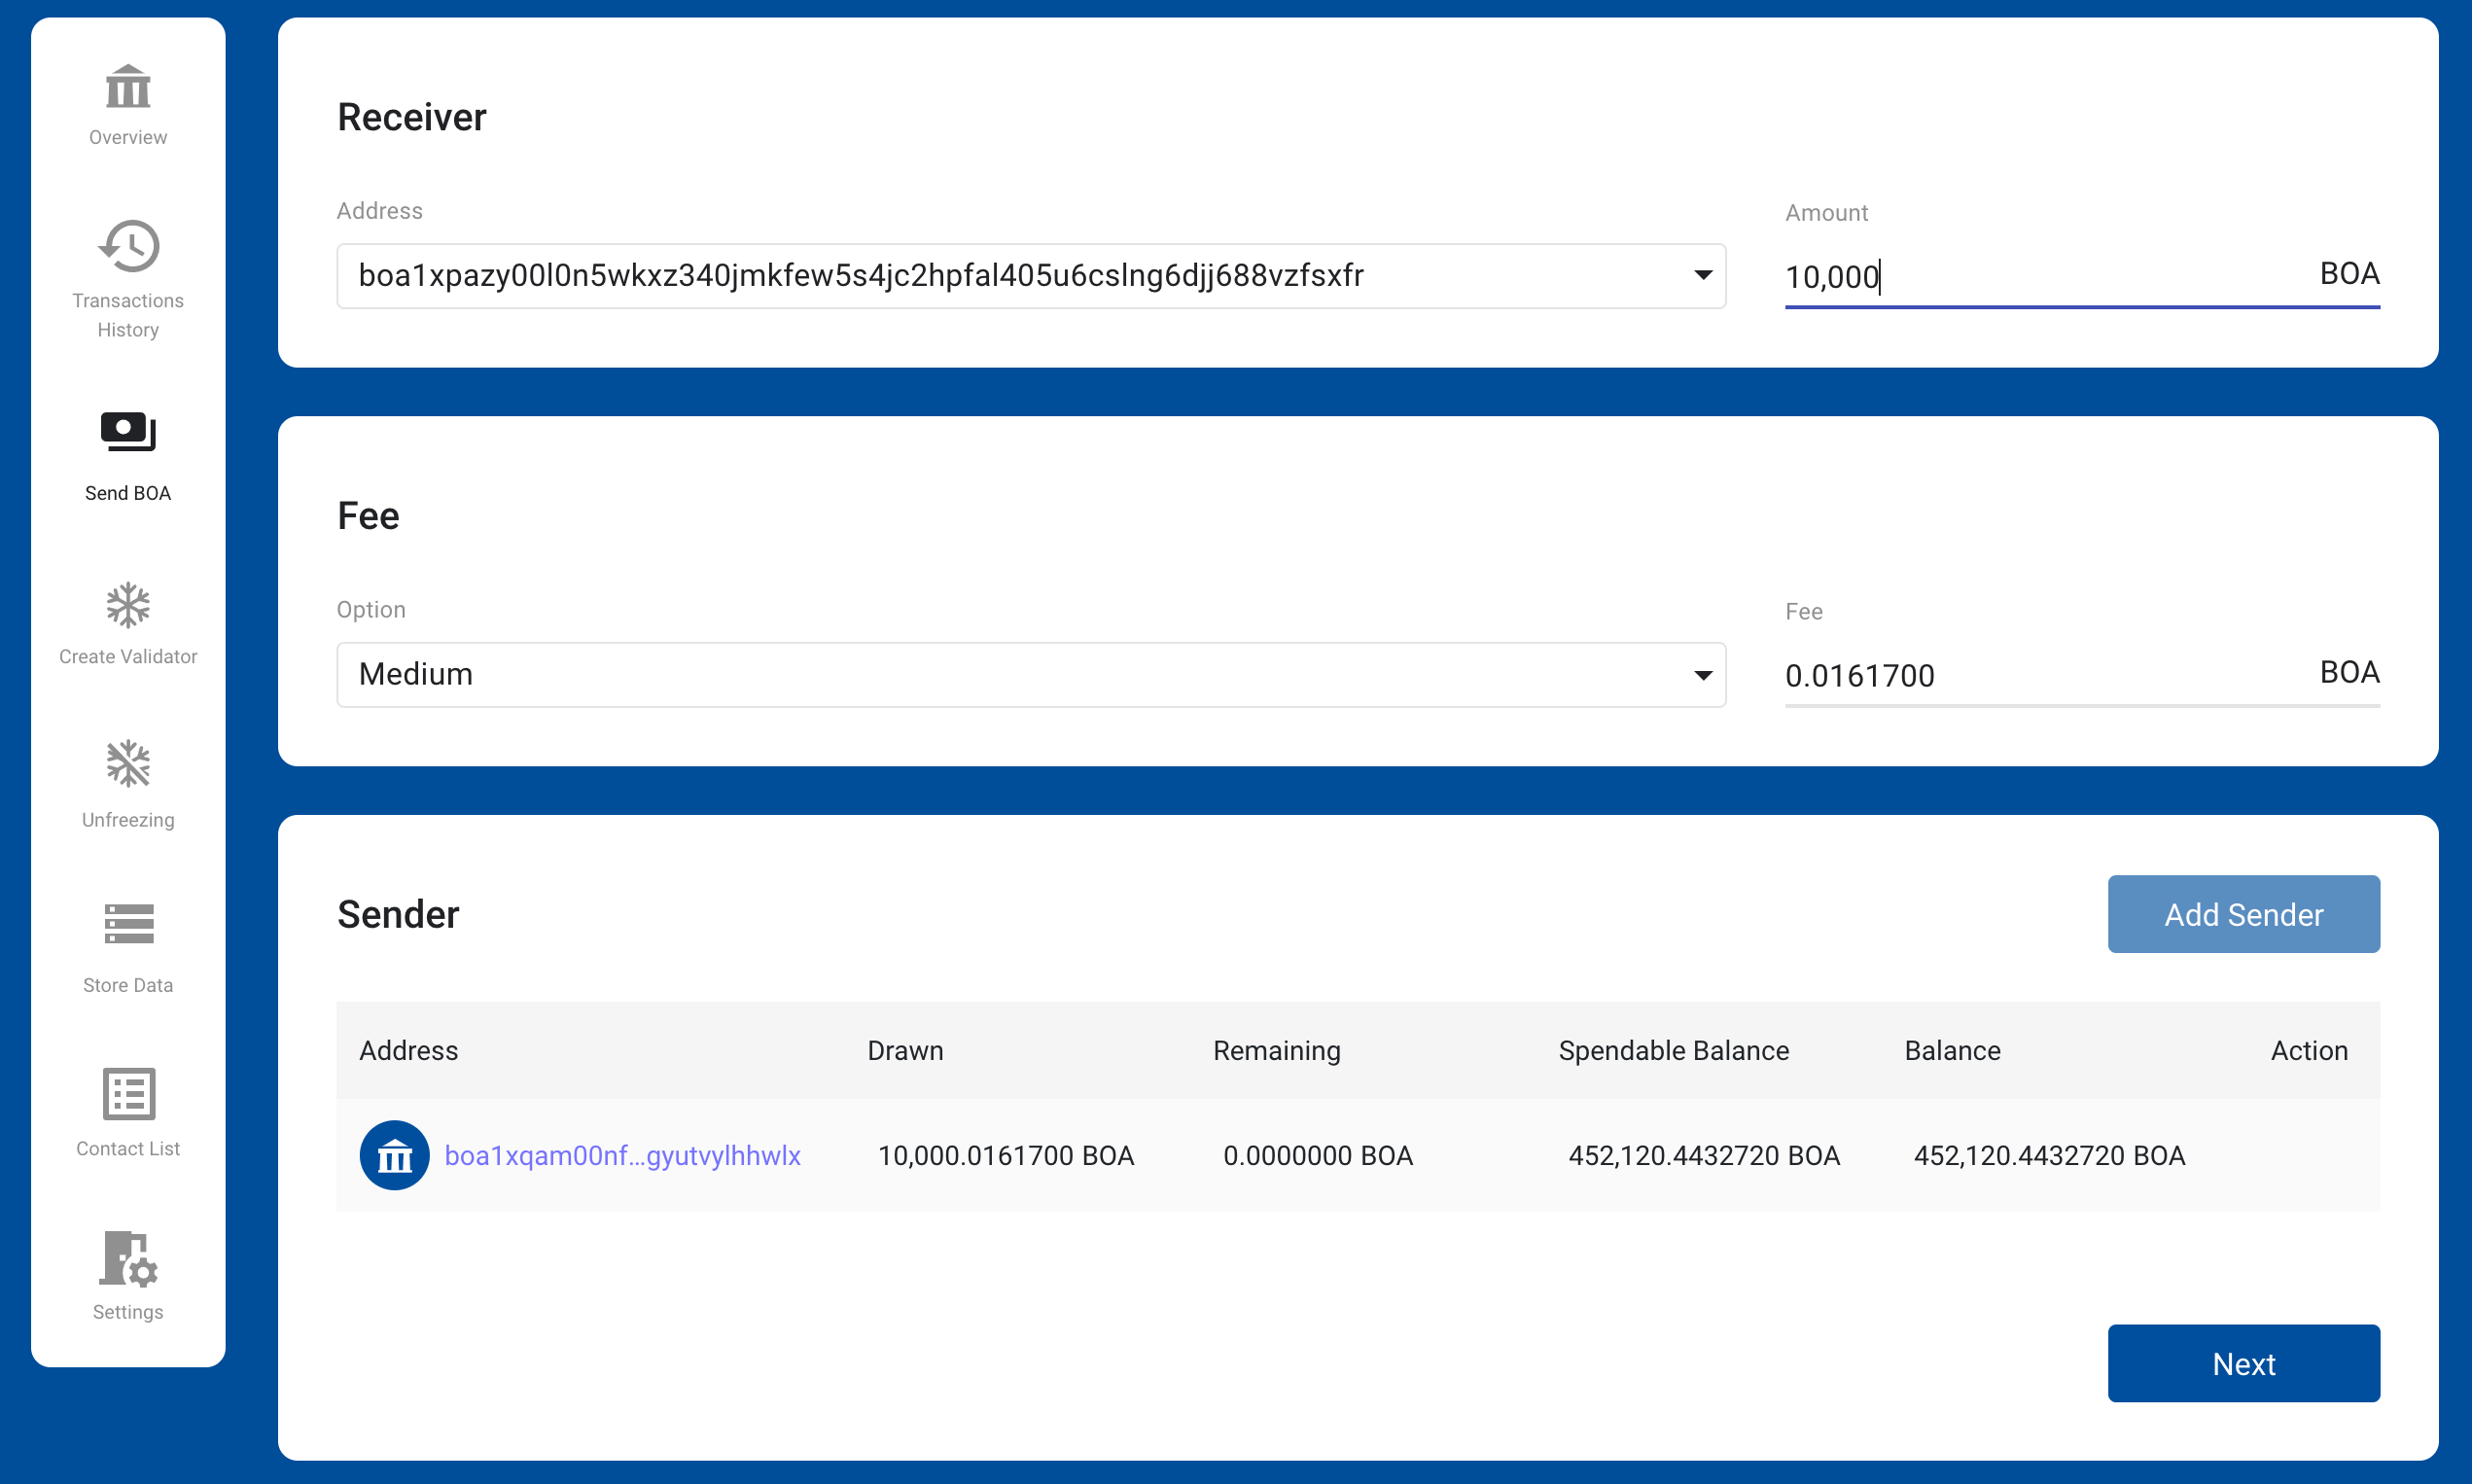 Overview
Transactions
History
Send BOA
Create Validator
Unfreezing
Store Data
Contact List
Settings
Receiver
Address
Amount
boa1xpazy00l0n5wkxz340jmkfew5s4jc2hpfal405u6cslng6djj688vzfsxfr
10,000 BOA
Fee
Option
Fee
Medium
0.0161700 BOA
Sender
Add Sender
Address Drawn Remaining Spendable Balance Balance Action
boa1xqam00nf...gyutvylhhwlx 10,000.0161700 BOA 0.0000000 BOA 452,120.4432720 BOA 452,120.4432720 BOA
Next